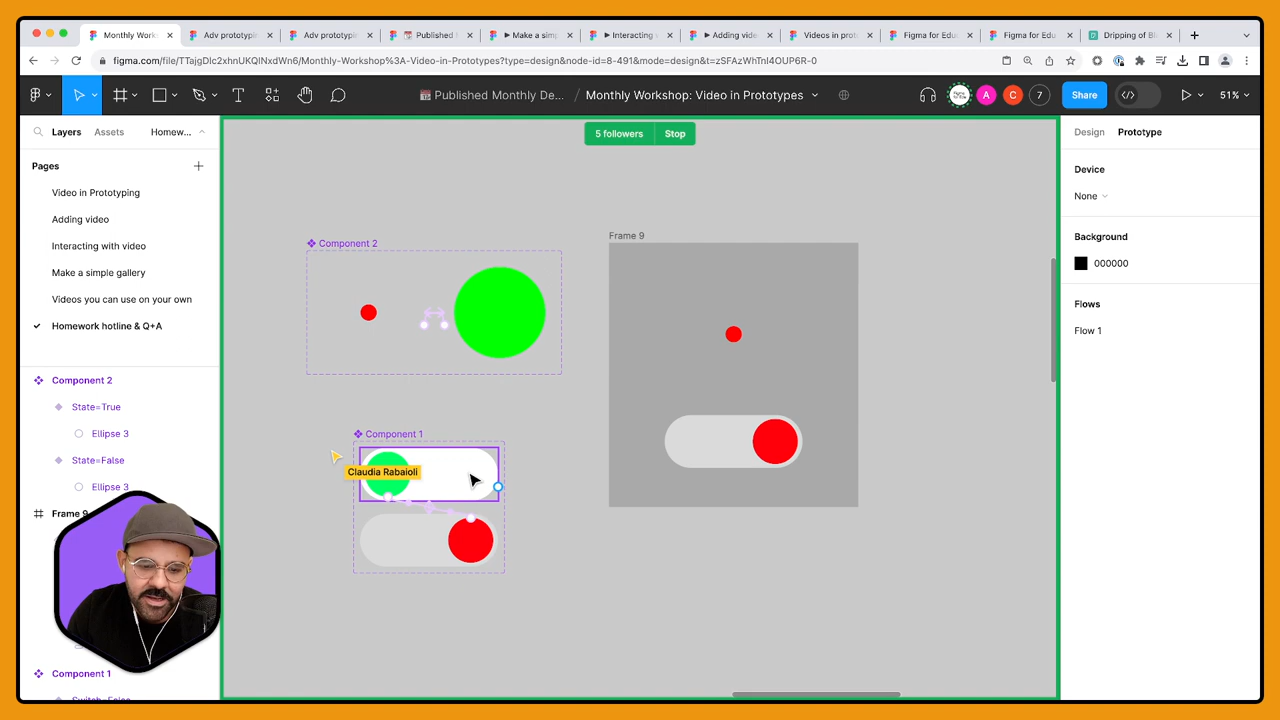 Monthly Work
Adv prototypin
Adv prototypin
Published
Make a simp
Interacting
Adding vide
Videos in prot
Figma for Edu
Figma for Edu
Dripping of Bl
figma.com/file/TTajgDlc2xhnUKQlNxdWn6/Monthly-Workshop%3A-Video-in-Prototypes?type=design&node-id=8-491&mode=design&t=zSFAzWhTnI4OUP6R-0
Published Monthly De...
Monthly Workshop: Video in Prototypes
A
C
7
Share
51%
Layers
Assets
Homew...
5 followers
Stop
Design
Prototype
Pages
Video in Prototyping
Adding video
Interacting with video
Make a simple gallery
Videos you can use on your own
Homework hotline & Q+A
Component 2
State=True
Ellipse 3
State=False
Ellipse 3
Frame 9
Component 1
Switch=False
Component 2
Frame 9
Component 1
Claudia Rabaioli
Device
None
Background
000000
Flows
Flow 1